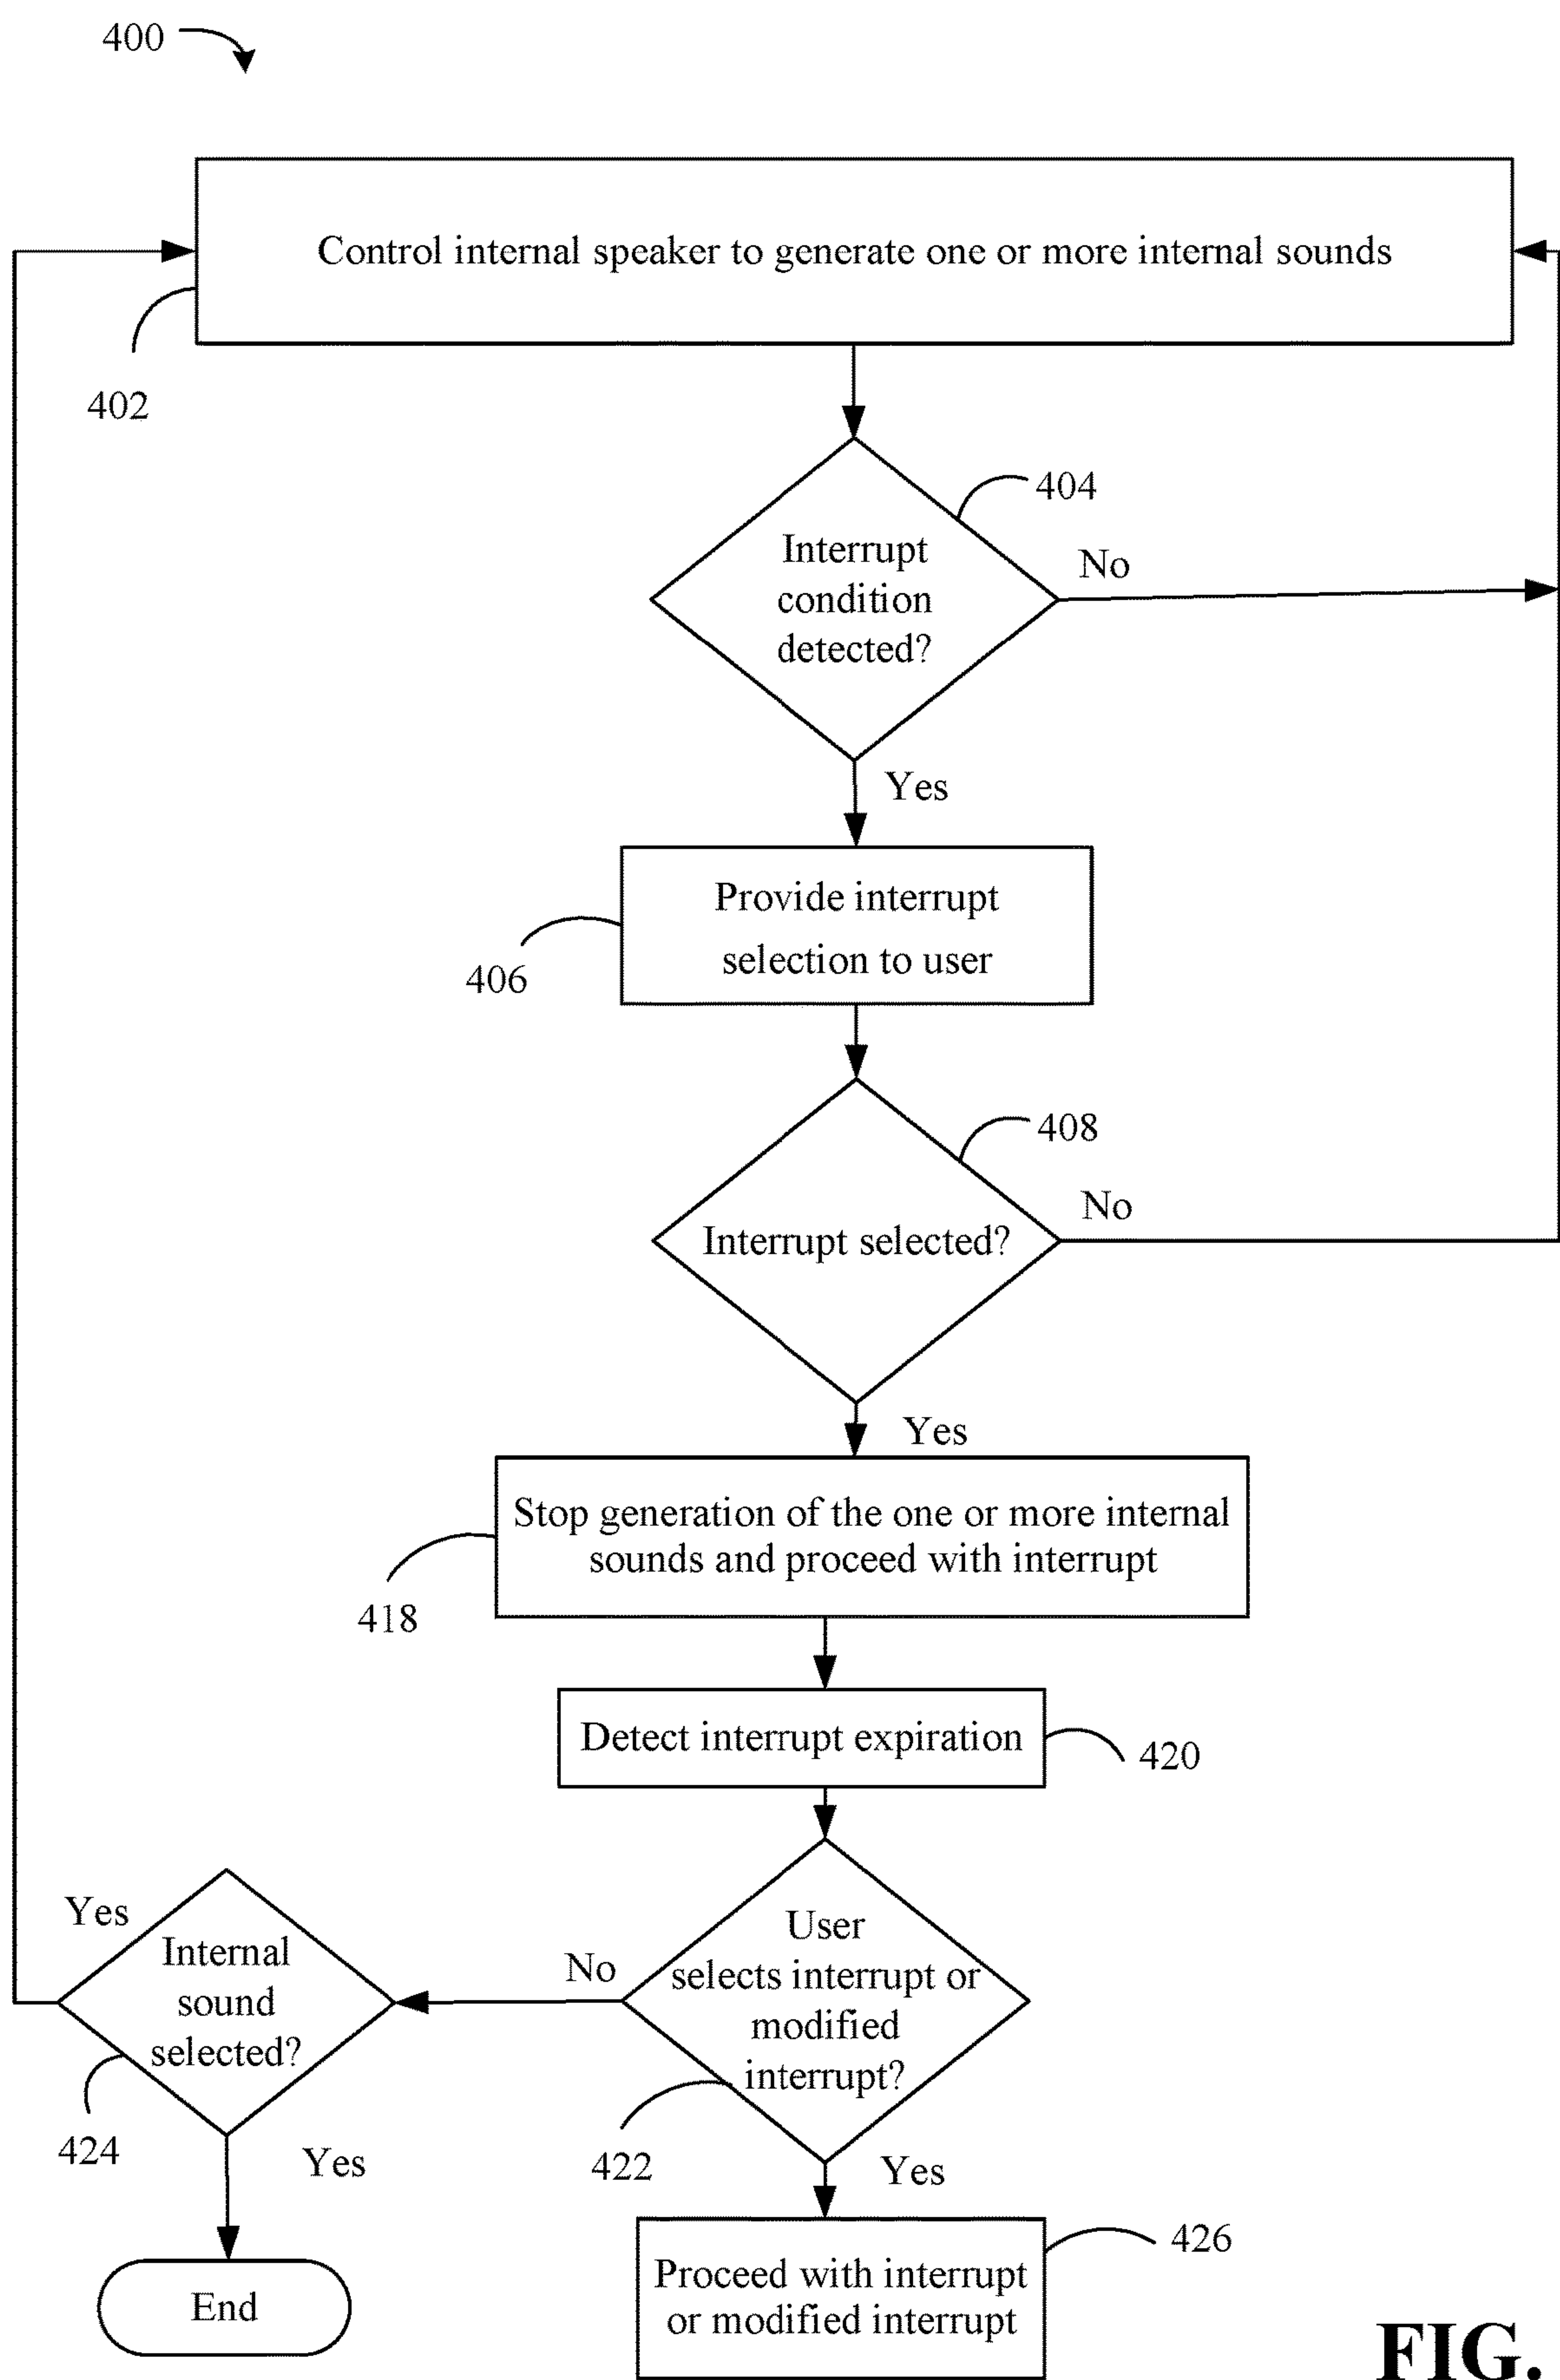 400
Control internal speaker to generate one or more internal sounds
402
404
Interrupt
condition
detected?
No
Yes
Provide interrupt
selection to user
406
408
Interrupt selected?
No
Yes
Stop generation of the one or more internal
sounds and proceed with interrupt
418
Detect interrupt expiration
420
User
selects interrupt or
modified
interrupt?
No
422
Yes
Internal
sound
selected?
Yes
424
Yes
End
Proceed with interrupt
or modified interrupt
426
FIG.